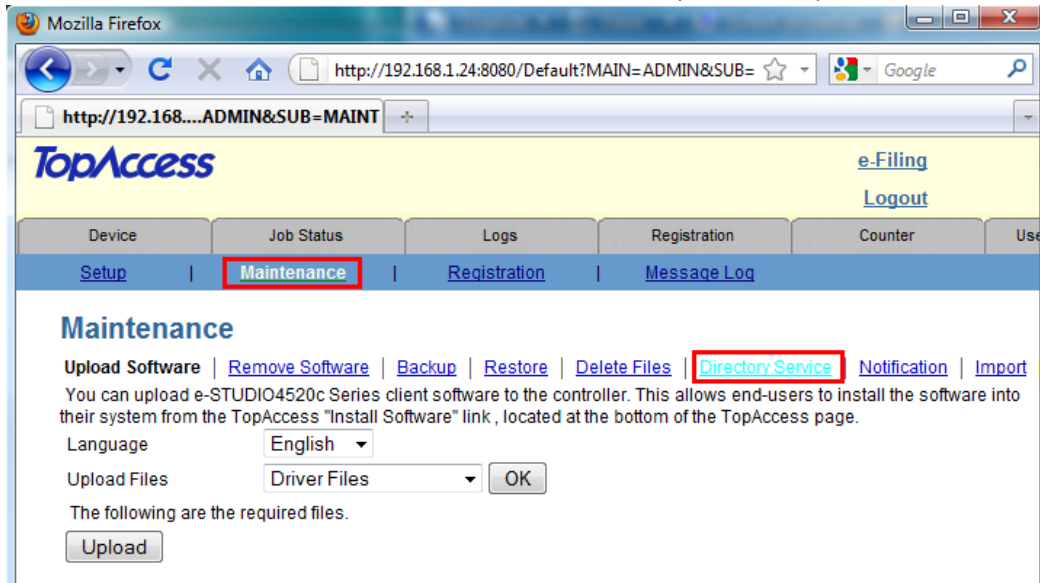 Mozilla Firefox
http://192.168.1.24:8080/Default?MAIN=ADMIN&SUB= Google
http://192.168....ADMIN&SUB=MAINT
TopAccess
e-Filing
Logout
Device Job Status Logs Registration Counter Use
Setup | Maintenance | Registration | Message Log
Maintenance
Upload Software | Remove Software | Backup | Restore | Delete Files | Directory Service | Notification | Import
You can upload e-STUDIO4520c Series client software to the controller. This allows end-users to install the software into
their system from the TopAccess "Install Software" link , located at the bottom of the TopAccess page.
Language English
Upload Files Driver Files OK
The following are the required files.
Upload